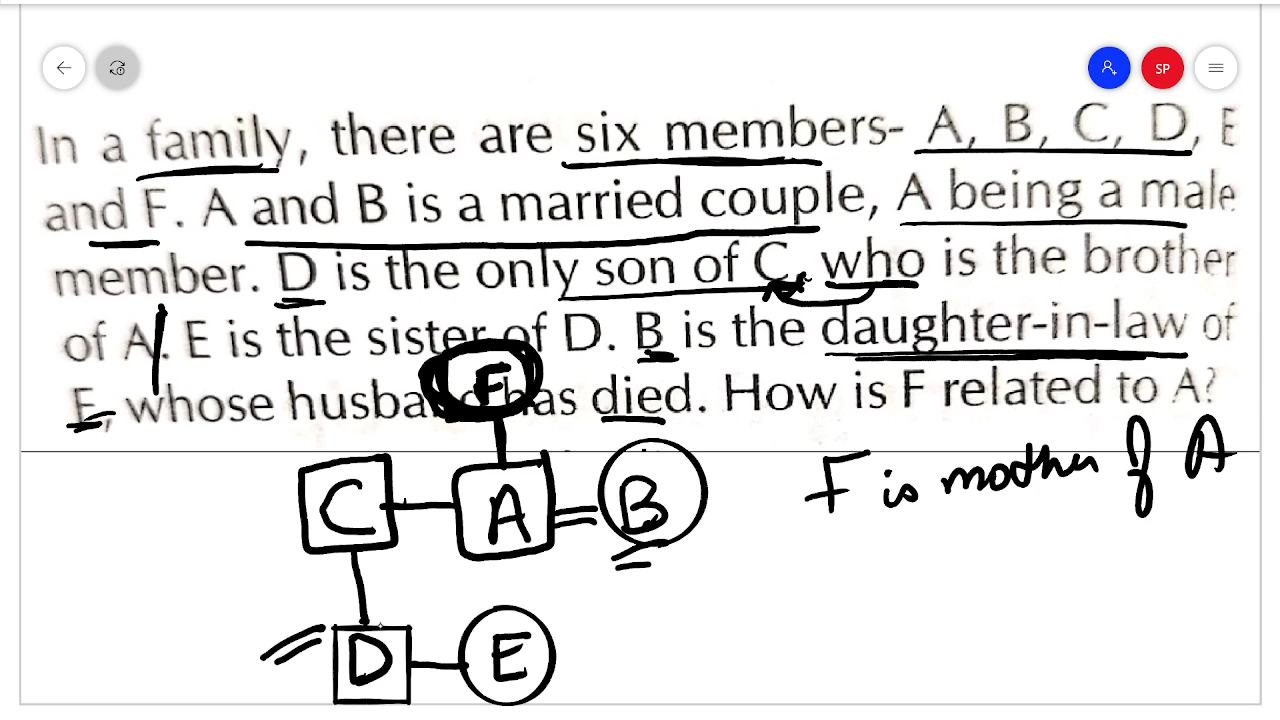 SP
In a family, there are six members- A, B, C, D, E
and F. A and B is a married couple, A being a male
member. D is the only son of C, who is the brother
of A. E is the sister of D. B is the daughter-in-law of
F, whose husband has died. How is F related to A?
F
C A B
F is mother of A
D E